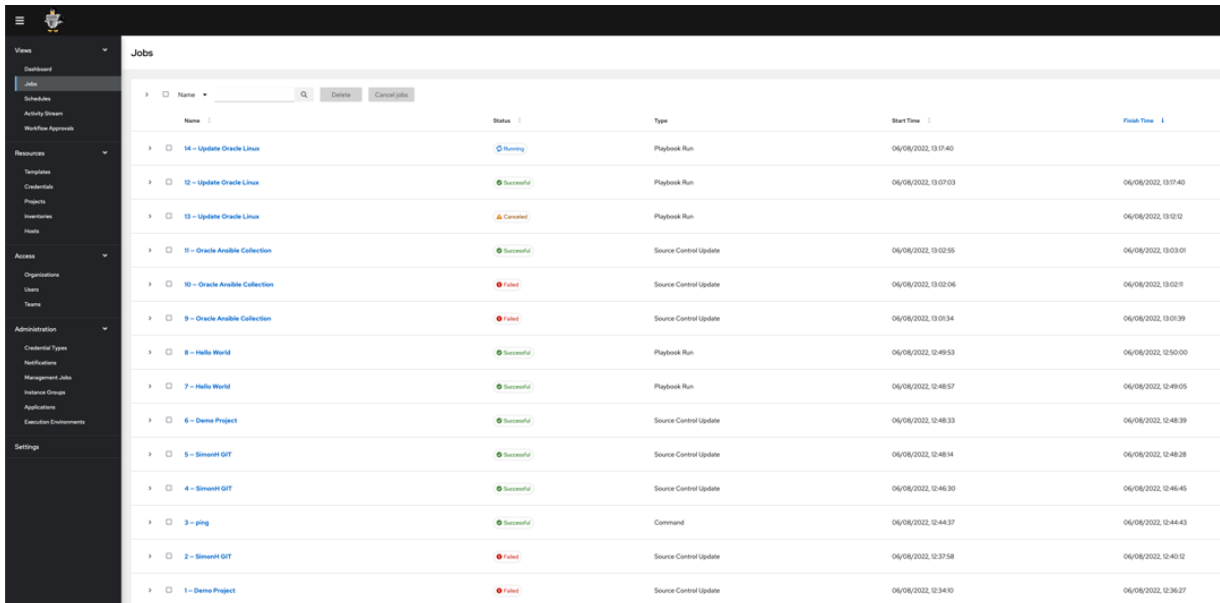 Views
Dashboard
Jobs
Schedules
Activity Stream
Workflow Approvals
Resources
Templates
Credentials
Projects
Inventories
Hosts
Access
Organizations
Users
Teams
Administration
Credential Types
Notifications
Management Jobs
Instance Groups
Applications
Execution Environments
Settings
Jobs
Name Delete Cancel jobs
Name Status Type Start Time Finish Time
14 – Update Oracle Linux Running Playbook Run 06/08/2022, 13:17:40
12 – Update Oracle Linux Successful Playbook Run 06/08/2022, 13:07:03 06/08/2022, 13:17:40
13 – Update Oracle Linux Canceled Playbook Run 06/08/2022, 13:12:12
11 – Oracle Ansible Collection Successful Source Control Update 06/08/2022, 13:02:55 06/08/2022, 13:03:01
10 – Oracle Ansible Collection Failed Source Control Update 06/08/2022, 13:02:06 06/08/2022, 13:02:11
9 – Oracle Ansible Collection Failed Source Control Update 06/08/2022, 13:01:34 06/08/2022, 13:01:39
8 – Hello World Successful Playbook Run 06/08/2022, 12:49:53 06/08/2022, 12:50:00
7 – Hello World Successful Playbook Run 06/08/2022, 12:48:57 06/08/2022, 12:49:05
6 – Demo Project Successful Source Control Update 06/08/2022, 12:48:33 06/08/2022, 12:48:39
5 – SimonH GIT Successful Source Control Update 06/08/2022, 12:48:14 06/08/2022, 12:48:28
4 – SimonH GIT Successful Source Control Update 06/08/2022, 12:46:30 06/08/2022, 12:46:45
3 – ping Successful Command 06/08/2022, 12:44:37 06/08/2022, 12:44:43
2 – SimonH GIT Failed Source Control Update 06/08/2022, 12:37:58 06/08/2022, 12:40:12
1 – Demo Project Failed Source Control Update 06/08/2022, 12:34:10 06/08/2022, 12:36:27